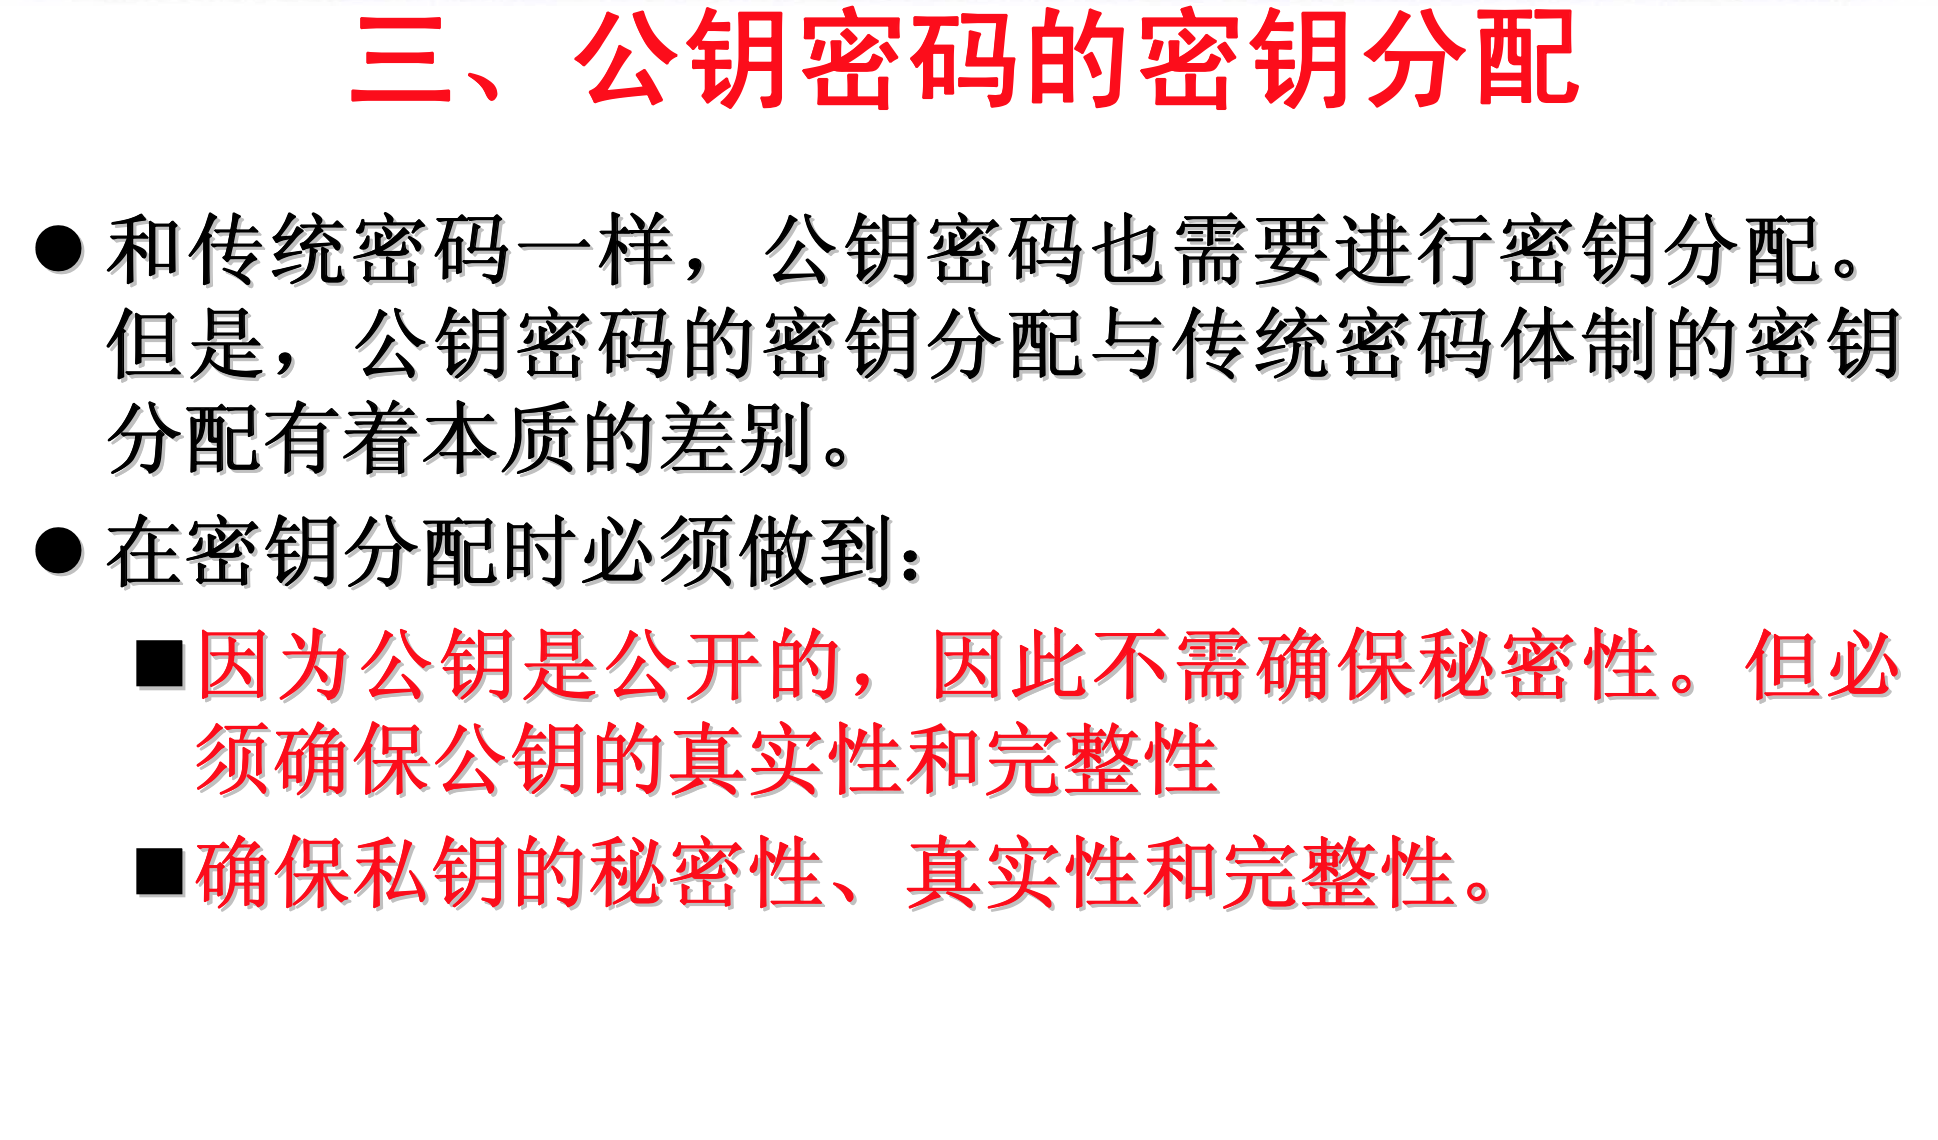 三、公钥密码的密钥分配
●和传统密码一样，公钥密码也需要进行密钥分配。
但是，公钥密码的密钥分配与传统密码体制的密钥
分配有着本质的差别。
●在密钥分配时必须做到：
■因为公钥是公开的，因此不需确保秘密性。但必
须确保公钥的真实性和完整性
■确保私钥的秘密性、真实性和完整性。